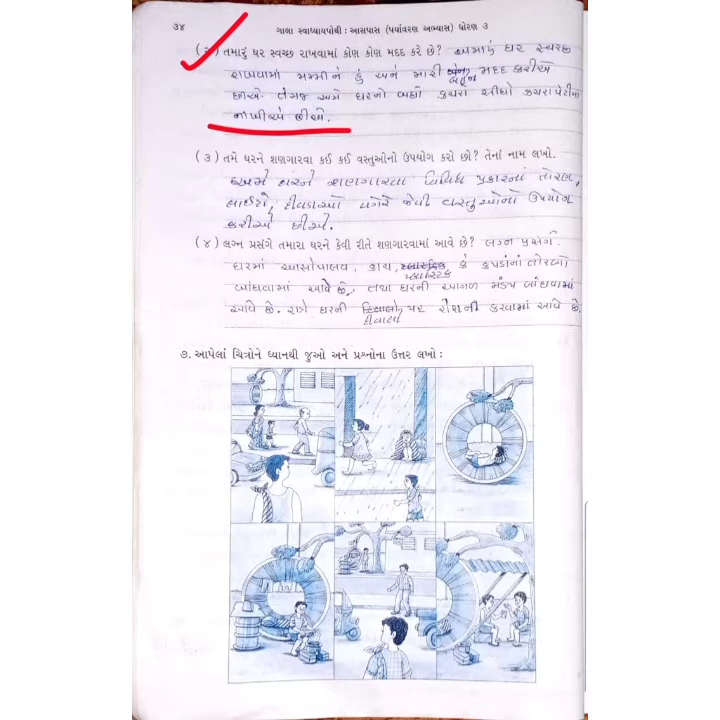 ૩૪ ગાલા સ્વાધ્યાયપોથી : આસપાસ (પર્યાવરણ અભ્યાસ) ધોરણ ૩
(૨) તમારું ઘર સ્વચ્છ રાખવામાં કોણ કોણ મદદ કરે છે? અમારું ઘર સ્વચ્છ
રાખવામાં મમ્મીને હું અને મારી બહેન મદદ કરીએ
છીએ. તેમજ અમે ઘરનો બધો કચરો સીધો કચરાપેટીમાં
નાખીએ છીએ.
(૩) તમે ઘરને શણગારવા કઈ કઈ વસ્તુઓનો ઉપયોગ કરો છો? તેનાં નામ લખો.
અમે ઘરને શણગારવા વિવિધ પ્રકારનાં તોરણ,
લાઈટો, દીવડાઓ વગેરે જેવી વસ્તુઓનો ઉપયોગ
કરીએ છીએ.
(૪) લગ્ન પ્રસંગે તમારા ઘરને કેવી રીતે શણગારવામાં આવે છે? લગ્ન પ્રસંગે
ઘરમાં આસોપાલવ, કાચ, પ્લાસ્ટિક કે કપડાંનાં તોરણો
બાંધવામાં આવે છે, તથા ઘરની આગળ મંડપ બાંધવામાં
આવે છે. રાત્રે ઘરની દીવાલો પર રોશની કરવામાં આવે છે.
૭. આપેલાં ચિત્રોને ધ્યાનથી જુઓ અને પ્રશ્નોના ઉત્તર લખો :